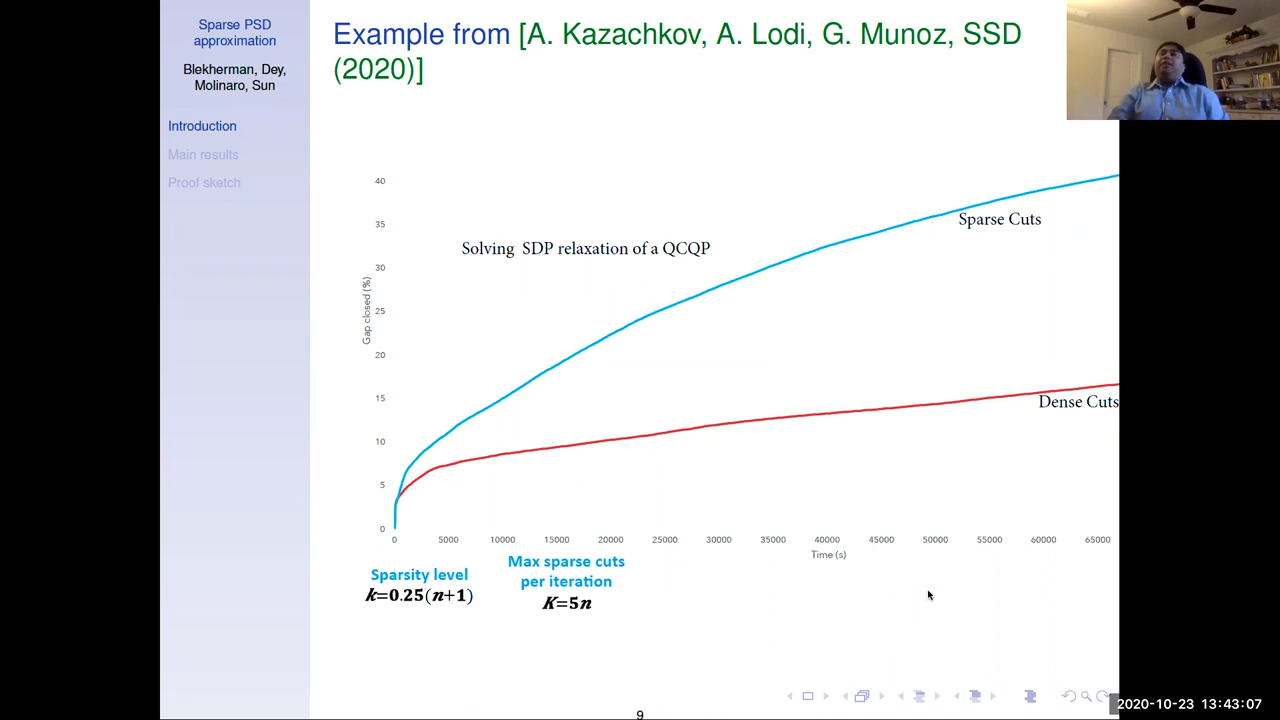 Sparse PSD
approximation
Blekherman, Dey,
Molinaro, Sun
Introduction
Main results
Proof sketch
Example from [A. Kazachkov, A. Lodi, G. Munoz, SSD
(2020)]
40
35
30
25
20
15
10
5
0
Gap closed (%)
Solving SDP relaxation of a QCQP
Sparse Cuts
Dense Cuts
0 5000 10000 15000 20000 25000 30000 35000 40000 45000 50000 55000 60000 65000
Time (s)
Sparsity level
k=0.25(n+1)
Max sparse cuts
per iteration
K=5n
9
2020-10-23 13:43:07